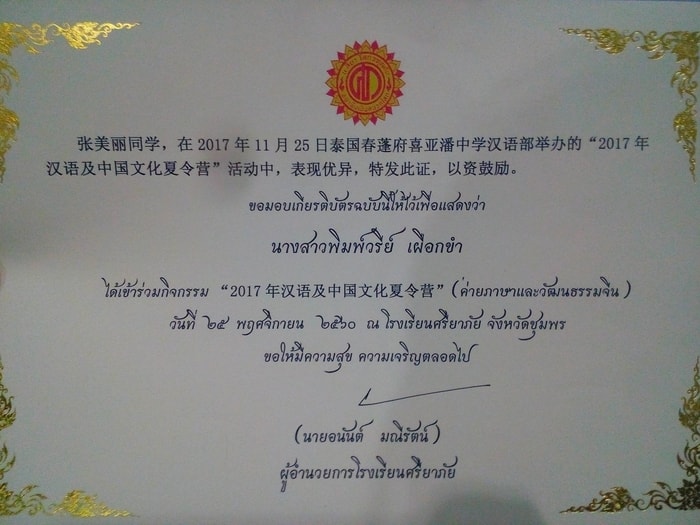 张美丽同学，在 2017 年 11 月 25 日泰国春蓬府喜亚潘中学汉语部举办的“2017 年
汉语及中国文化夏令营”活动中，表现优异，特发此证，以资鼓励。
ขอมอบเกียรติบัตรฉบับนี้ให้ไว้เพื่อแสดงว่า
นางสาวพิมพ์วรีย์ เผือกขำ
ได้เข้าร่วมกิจกรรม “2017 年汉语及中国文化夏令营” (ค่ายภาษาและวัฒนธรรมจีน)
วันที่ ๒๕ พฤศจิกายน ๒๕๖๐ ณ โรงเรียนศรียาภัย จังหวัดชุมพร
ขอให้มีความสุข ความเจริญตลอดไป
(นายอนันต์ มณีรัตน์)
ผู้อำนวยการโรงเรียนศรียาภัย